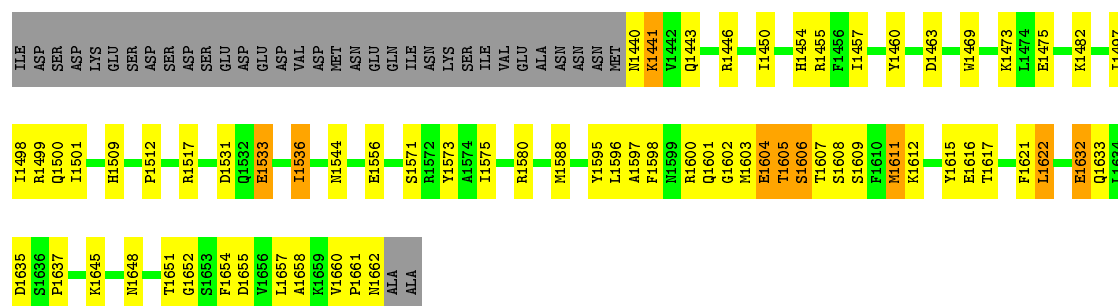 ILE ASP SER ASP LYS GLU SER ASP SER ASP SER GLU ASP GLU ASP VAL ASP MET ASN GLU GLN ILE ASN LYS SER ILE VAL GLU ALA ASN ASN ASN MET N1440 K1441 V1442 Q1443 R1446 I1450 H1454 R1455 F1456 I1457 Y1460 D1463 W1469 K1473 L1474 E1475 K1482 I1497
I1498 R1499 Q1500 I1501 H1509 P1512 R1517 D1531 Q1532 E1533 I1536 N1544 E1556 S1571 R1572 Y1573 A1574 I1575 R1580 M1588 Y1595 L1596 A1597 F1598 N1599 R1600 Q1601 G1602 M1603 E1604 T1605 S1606 T1607 S1608 S1609 F1610 M1611 K1612 Y1615 E1616 T1617 F1621 L1622 E1632 Q1633 L1634
D1635 S1636 P1637 K1645 N1648 T1651 G1652 S1653 F1654 D1655 V1656 L1657 A1658 K1659 V1660 P1661 N1662 ALA ALA